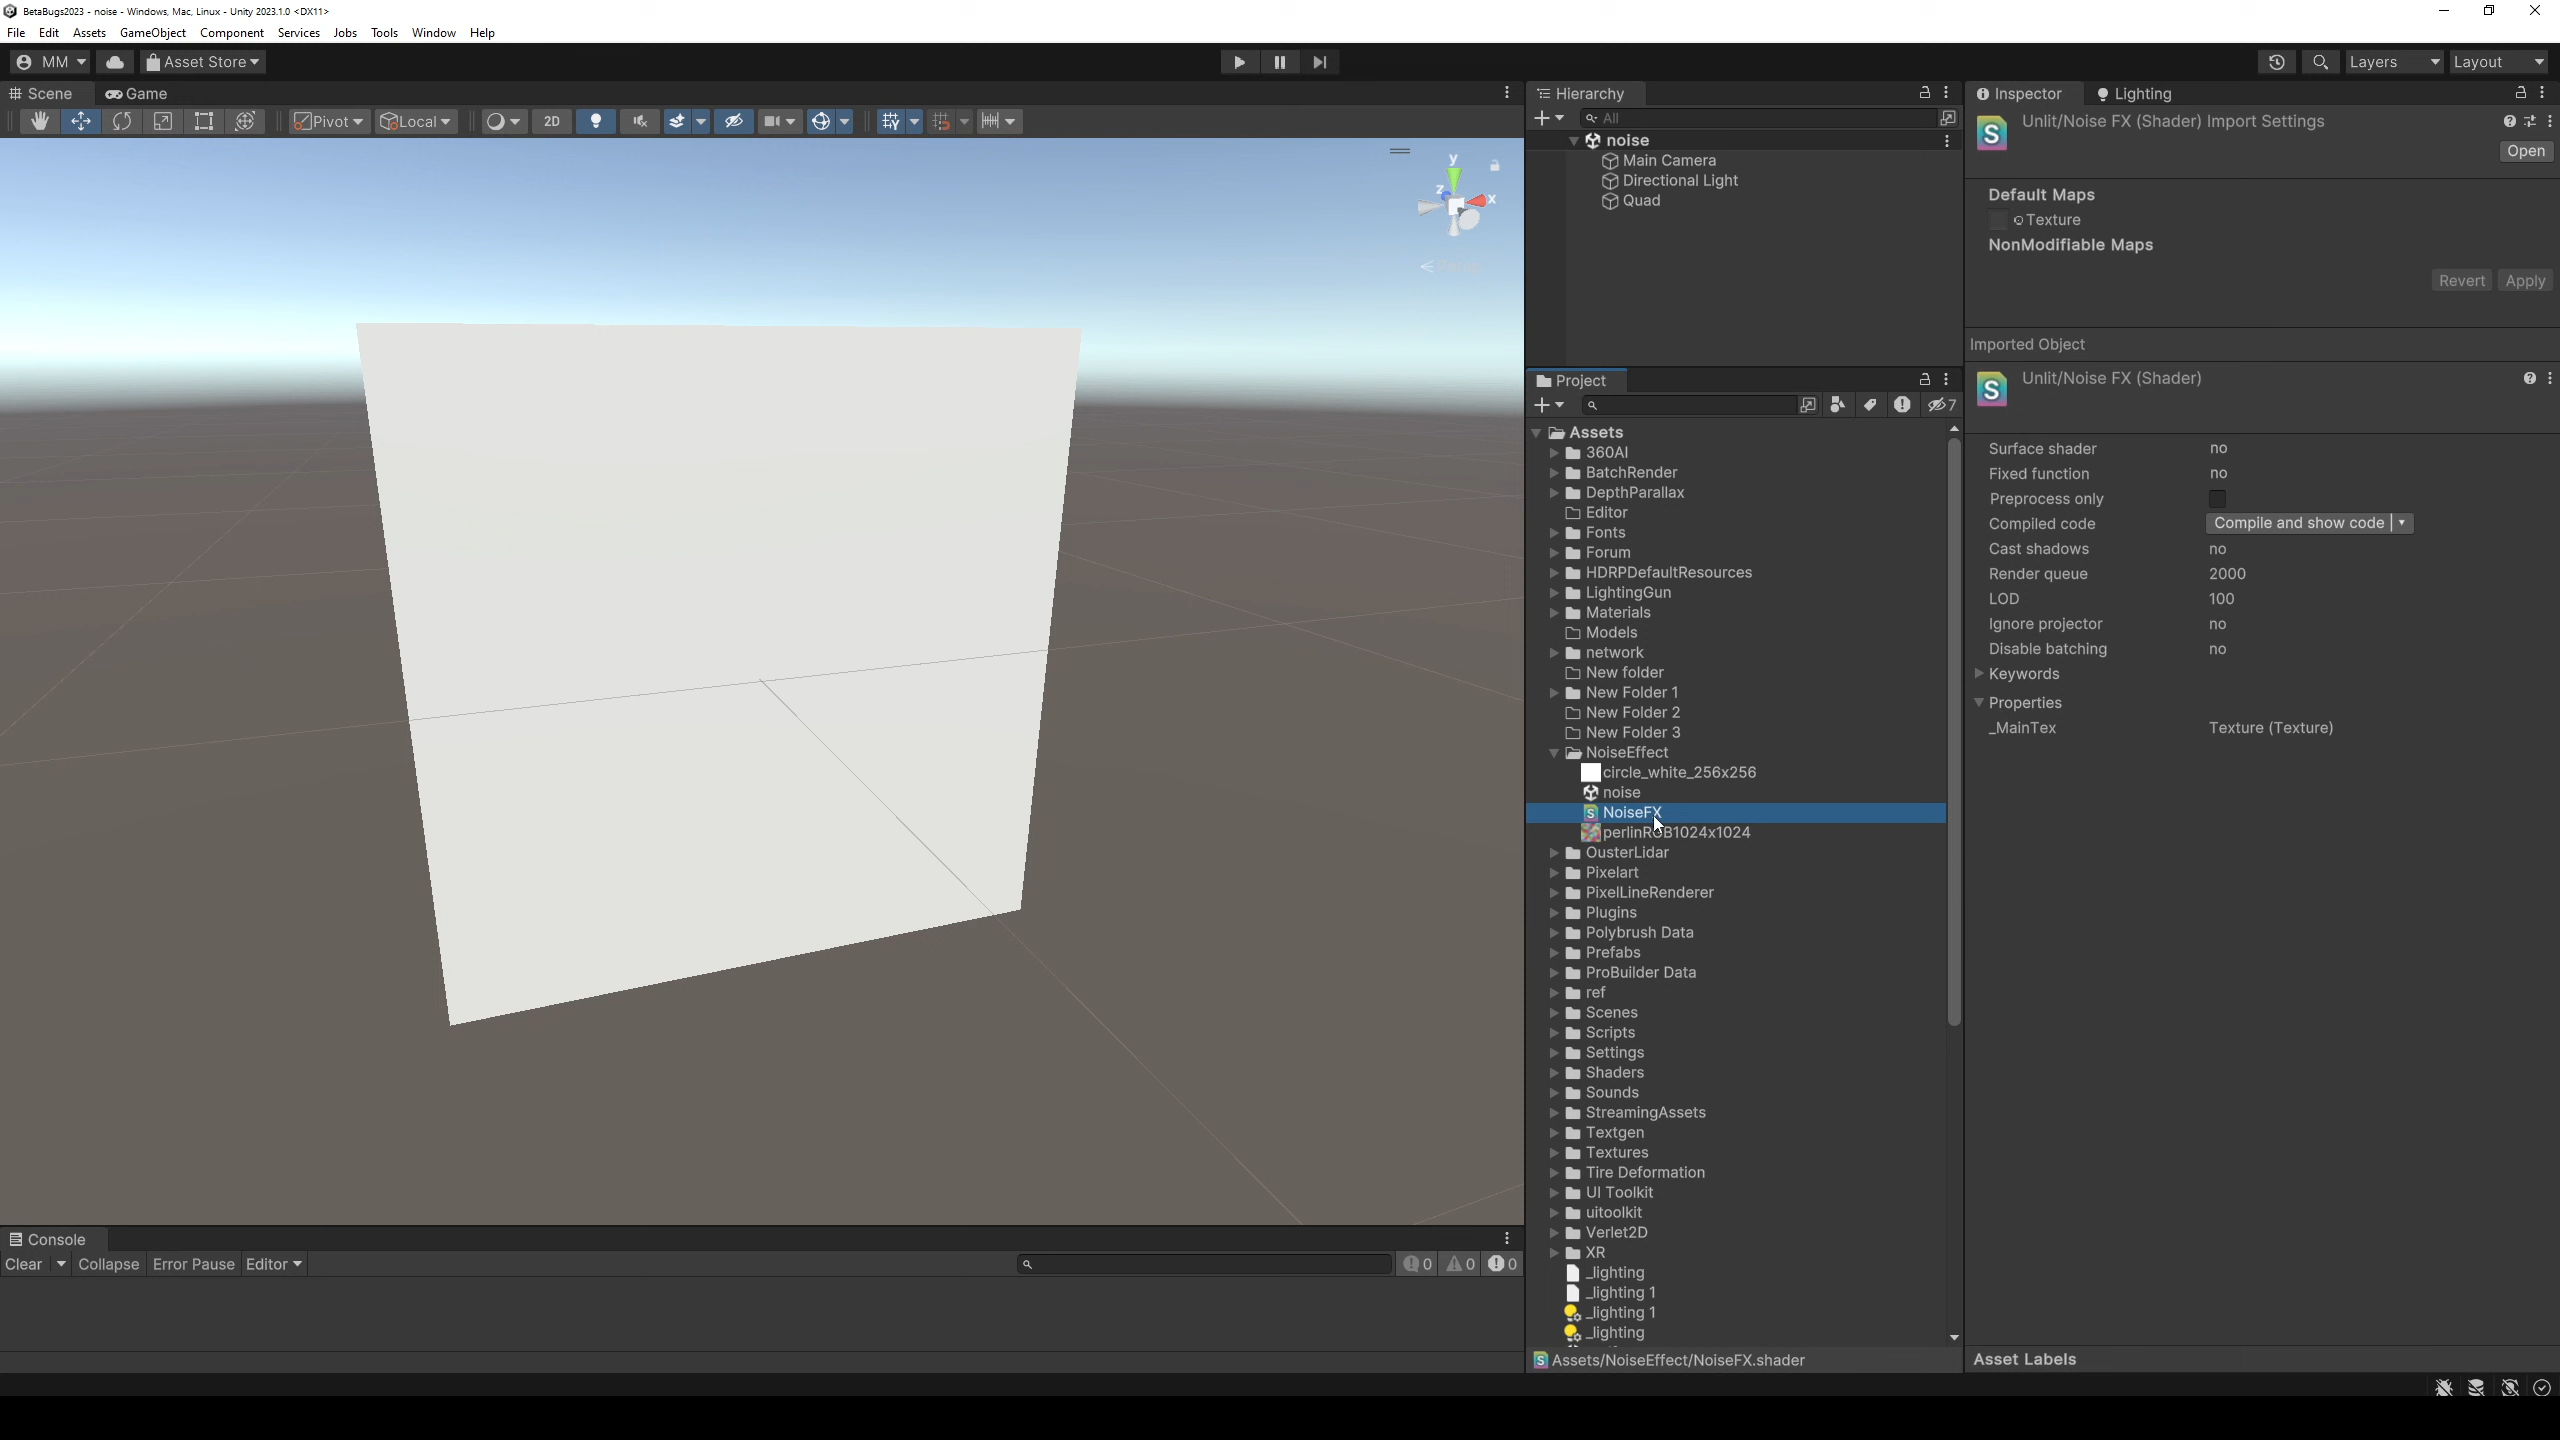 BetaBugs2023 - noise - Windows, Mac, Linux - Unity 2023.1.0 <DX11>
File Edit Assets GameObject Component Services Jobs Tools Window Help
MM Asset Store Layers Layout
Scene Game
Pivot Local 2D
y
z x
Hierarchy
All
noise
Main Camera
Directional Light
Quad
Project
7
Assets
360AI
BatchRender
DepthParallax
Editor
Fonts
Forum
HDRPDefaultResources
LightingGun
Materials
Models
network
New folder
New Folder 1
New Folder 2
New Folder 3
NoiseEffect
circle_white_256x256
noise
NoiseFX
perlinRGB1024x1024
OusterLidar
Pixelart
PixelLineRenderer
Plugins
Polybrush Data
Prefabs
ProBuilder Data
ref
Scenes
Scripts
Settings
Shaders
Sounds
StreamingAssets
Textgen
Textures
Tire Deformation
UI Toolkit
uitoolkit
Verlet2D
XR
_lighting
_lighting 1
_lighting 1
_lighting
Assets/NoiseEffect/NoiseFX.shader
Inspector Lighting
S Unlit/Noise FX (Shader) Import Settings
Open
Default Maps
Texture
NonModifiable Maps
Revert Apply
Imported Object
S Unlit/Noise FX (Shader)
Surface shader no
Fixed function no
Preprocess only
Compiled code Compile and show code
Cast shadows no
Render queue 2000
LOD 100
Ignore projector no
Disable batching no
Keywords
Properties
_MainTex Texture (Texture)
Asset Labels
Console
Clear Collapse Error Pause Editor 0 0 0